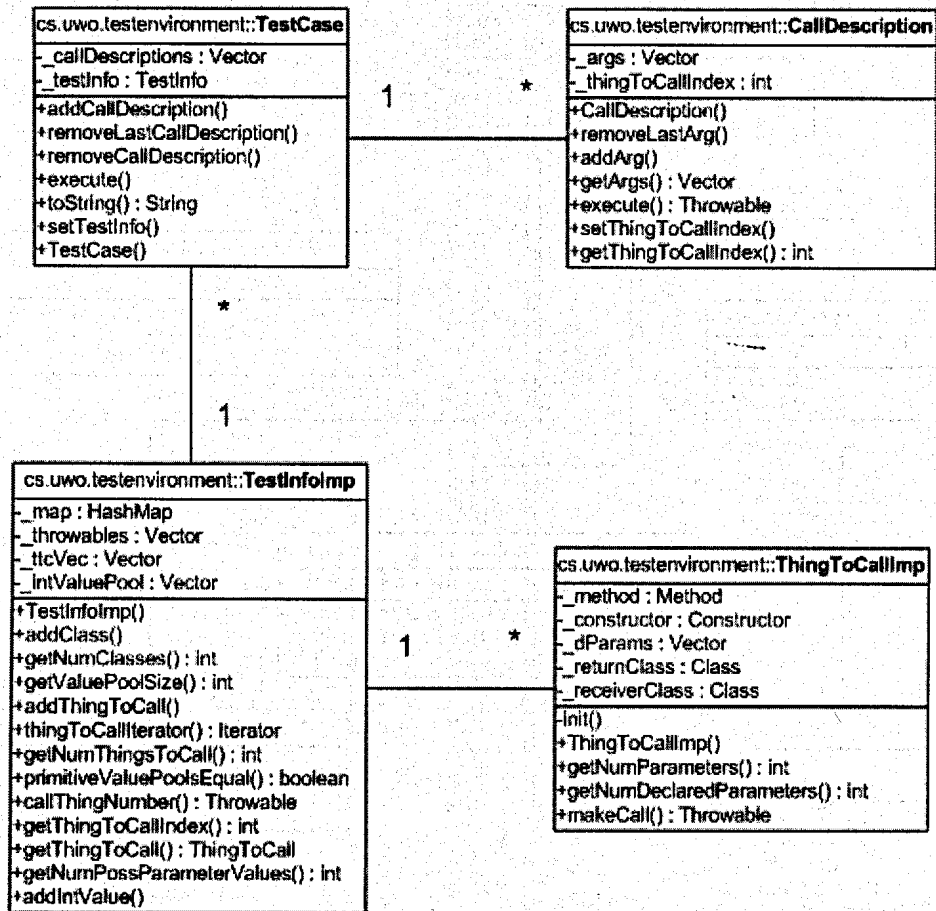 cs.uwo.testenvironment::TestCase
-_callDescriptions : Vector
-_testInfo : TestInfo
+addCallDescription()
+removeLastCallDescription()
+removeCallDescription()
+execute()
+toString() : String
+setTestInfo()
+TestCase()
1
*
cs.uwo.testenvironment::CallDescription
-_args : Vector
-_thingToCallIndex : int
+CallDescription()
+removeLastArg()
+addArg()
+getArgs() : Vector
+execute() : Throwable
+setThingToCallIndex()
+getThingToCallIndex() : int
*
1
cs.uwo.testenvironment::TestInfoImp
-_map : HashMap
-_throwables : Vector
-_ttcVec : Vector
-_intValuePool : Vector
+TestInfoImp()
+addClass()
+getNumClasses() : int
+getValuePoolSize() : int
+addThingToCall()
+thingToCallIterator() : Iterator
+getNumThingsToCall() : int
+primitiveValuePoolsEqual() : boolean
+callThingNumber() : Throwable
+getThingToCallIndex() : int
+getThingToCall() : ThingToCall
+getNumPossParameterValues() : int
+addIntValue()
1
*
cs.uwo.testenvironment::ThingToCallImp
-_method : Method
-_constructor : Constructor
-_dParams : Vector
-_returnClass : Class
-_receiverClass : Class
-init()
+ThingToCallImp()
+getNumParameters() : int
+getNumDeclaredParameters() : int
+makeCall() : Throwable